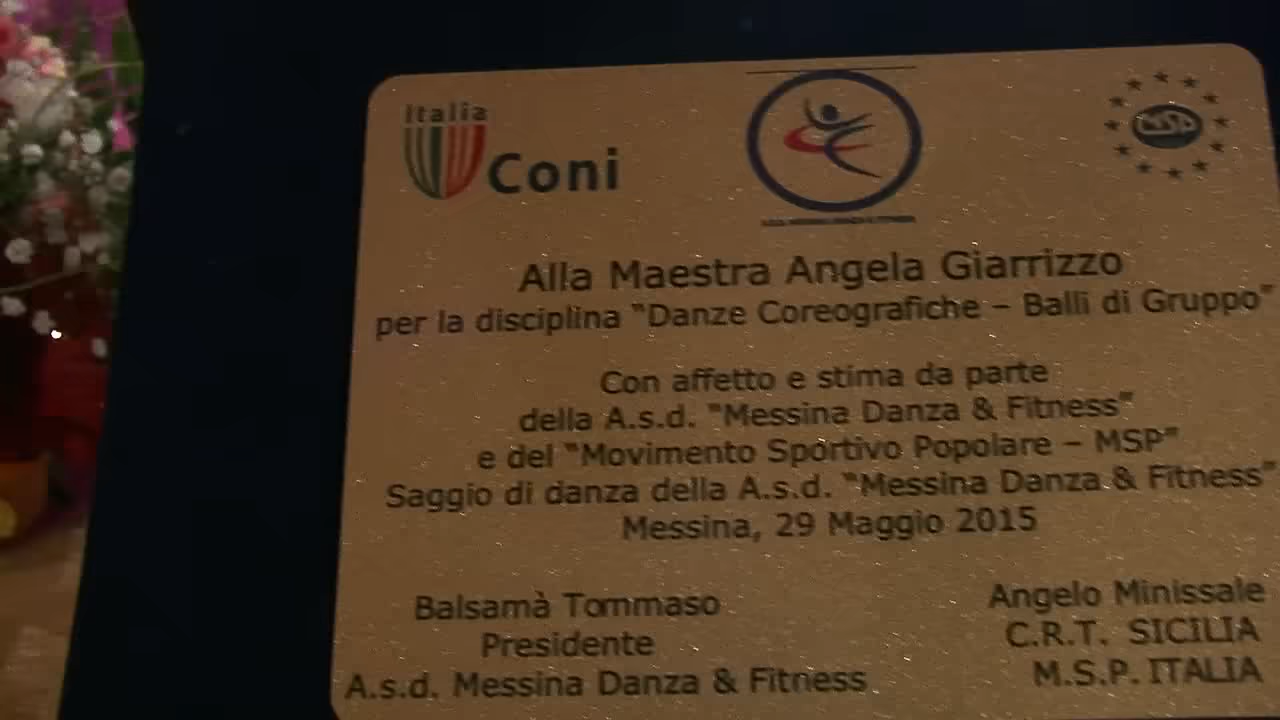 Italia
Coni
MSP
Alla Maestra Angela Giarrizzo
per la disciplina "Danze Coreografiche – Balli di Gruppo"
Con affetto e stima da parte
della A.s.d. "Messina Danza & Fitness"
e del "Movimento Sportivo Popolare – MSP"
Saggio di danza della A.s.d. "Messina Danza & Fitness"
Messina, 29 Maggio 2015
Balsamà Tommaso
Presidente
A.s.d. Messina Danza & Fitness
Angelo Minissale
C.R.T. SICILIA
M.S.P. ITALIA